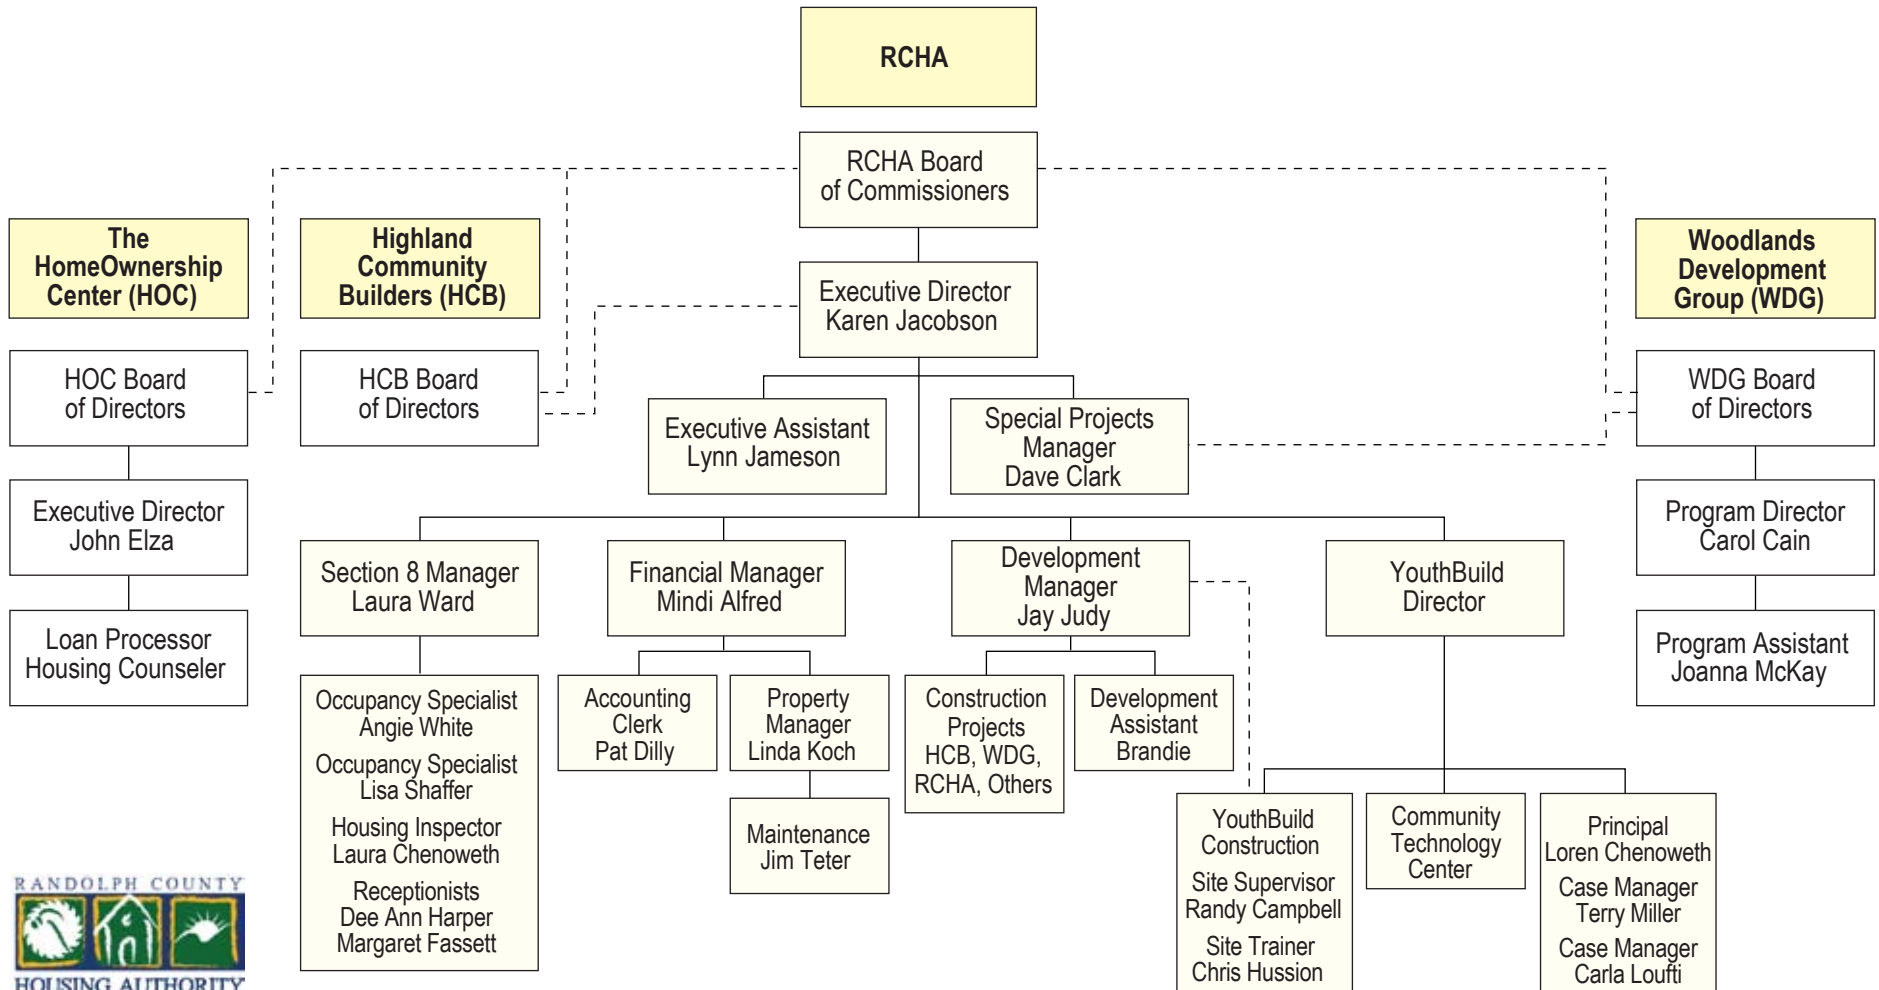 RCHA
RCHA Board
of Commissioners
The
HomeOwnership
Center (HOC)
Highland
Community
Builders (HCB)
Woodlands
Development
Group (WDG)
Executive Director
Karen Jacobson
HOC Board
of Directors
HCB Board
of Directors
WDG Board
of Directors
Executive Assistant
Lynn Jameson
Special Projects
Manager
Dave Clark
Executive Director
John Elza
Program Director
Carol Cain
Section 8 Manager
Laura Ward
Financial Manager
Mindi Alfred
Development
Manager
Jay Judy
YouthBuild
Director
Loan Processor
Housing Counseler
Program Assistant
Joanna McKay
Occupancy Specialist
Angie White
Occupancy Specialist
Lisa Shaffer
Housing Inspector
Laura Chenoweth
Receptionists
Dee Ann Harper
Margaret Fassett
Accounting
Clerk
Pat Dilly
Property
Manager
Linda Koch
Maintenance
Jim Teter
Construction
Projects
HCB, WDG,
RCHA, Others
Development
Assistant
Brandie
YouthBuild
Construction
Site Supervisor
Randy Campbell
Site Trainer
Chris Hussion
Community
Technology
Center
Principal
Loren Chenoweth
Case Manager
Terry Miller
Case Manager
Carla Loufti
RANDOLPH COUNTY
HOUSING AUTHORITY